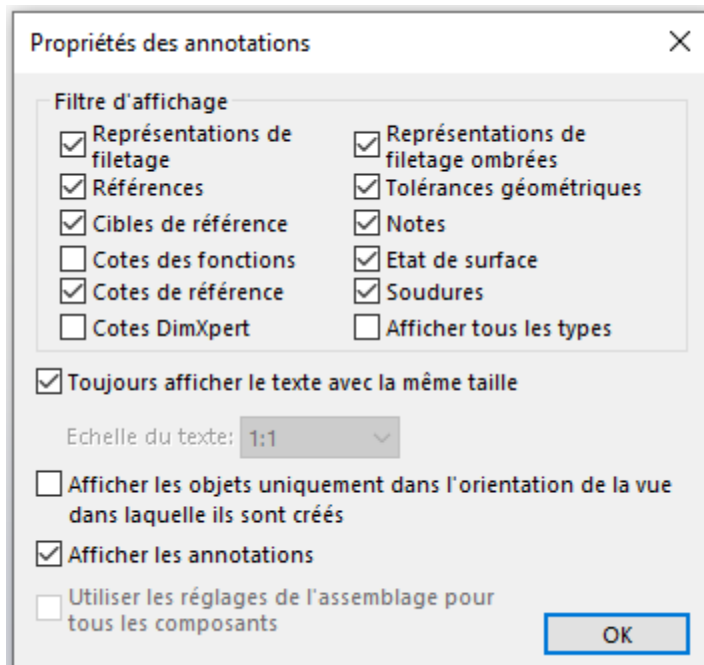 Propriétés des annotations
Filtre d'affichage
Représentations de
filetage
Représentations de
filetage ombrées
Références
Tolérances géométriques
Cibles de référence
Notes
Cotes des fonctions
Etat de surface
Cotes de référence
Soudures
Cotes DimXpert
Afficher tous les types
Toujours afficher le texte avec la même taille
Echelle du texte: 1:1
Afficher les objets uniquement dans l'orientation de la vue
dans laquelle ils sont créés
Afficher les annotations
Utiliser les réglages de l'assemblage pour
tous les composants
OK